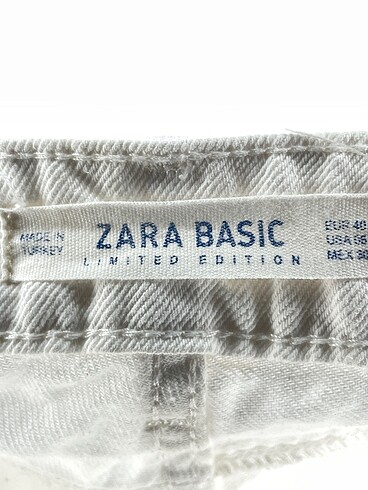 MADE IN
TURKEY
ZARA BASIC
LIMITED EDITION
EUR 40
USA 08
MEX 30